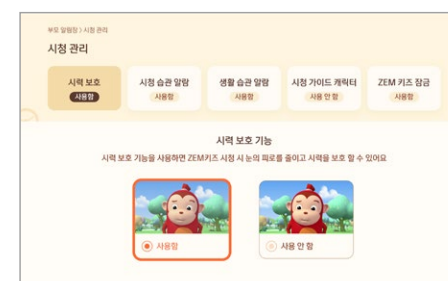 부모 알림장 > 시청 관리
시청 관리
시력 보호
사용함
시청 습관 알람
사용함
생활 습관 알람
사용함
시청 가이드 캐릭터
사용 안 함
ZEM 키즈 잠금
사용함
시력 보호 기능
시력 보호 기능을 사용하면 ZEM키즈 시청 시 눈의 피로를 줄이고 시력을 보호 할 수 있어요
사용함
사용 안 함